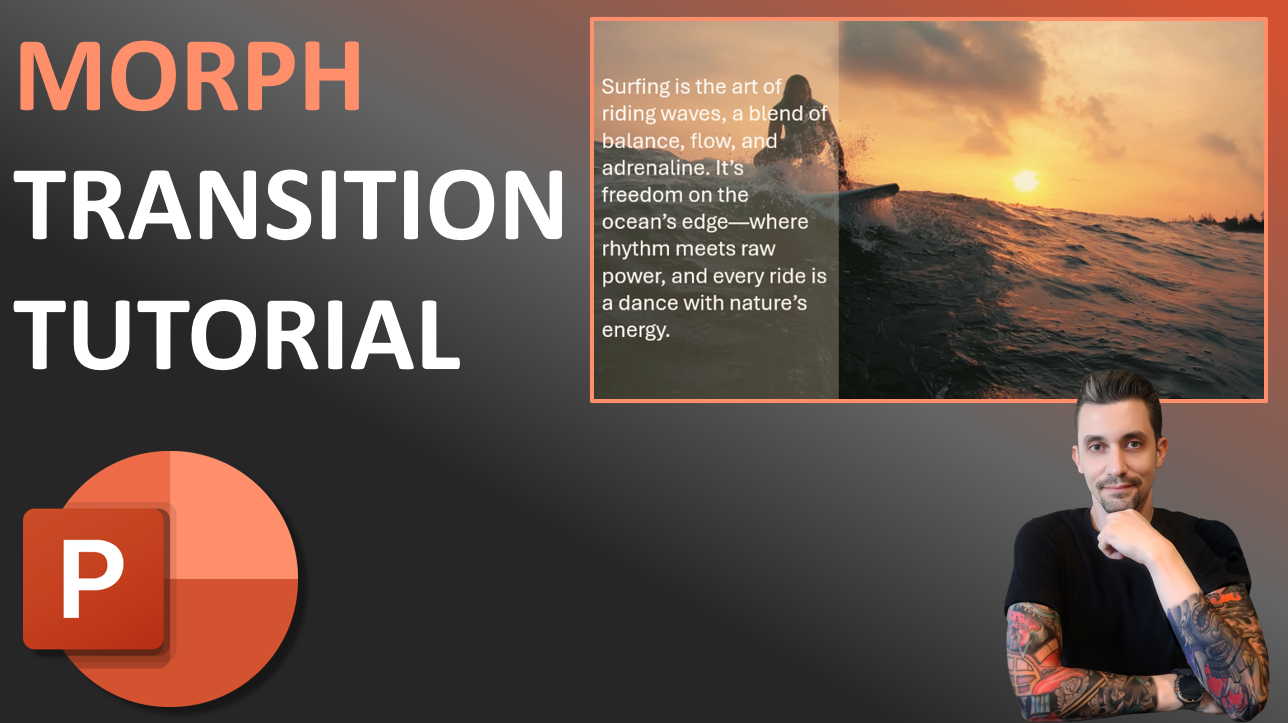 MORPH
TRANSITION
TUTORIAL
Surfing is the art of
riding waves, a blend of
balance, flow, and
adrenaline. It’s
freedom on the
ocean’s edge—where
rhythm meets raw
power, and every ride is
a dance with nature’s
energy.
P